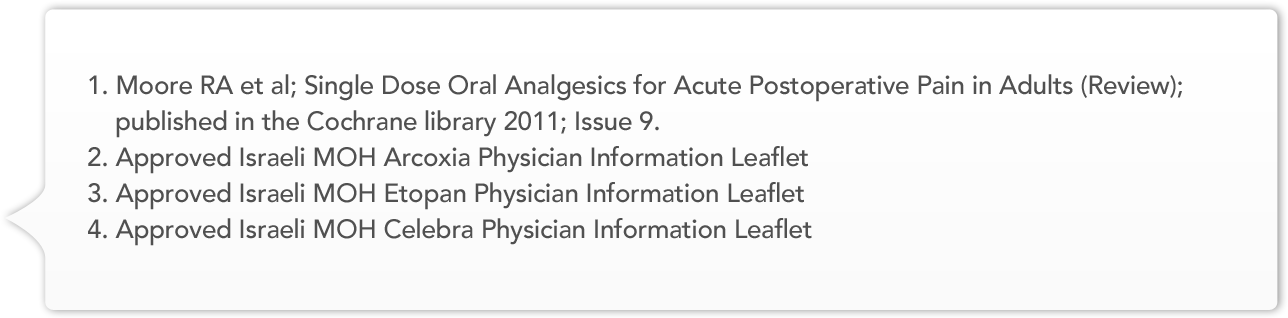 1. Moore RA et al; Single Dose Oral Analgesics for Acute Postoperative Pain in Adults (Review);
published in the Cochrane library 2011; Issue 9.
2. Approved Israeli MOH Arcoxia Physician Information Leaflet
3. Approved Israeli MOH Etopan Physician Information Leaflet
4. Approved Israeli MOH Celebra Physician Information Leaflet